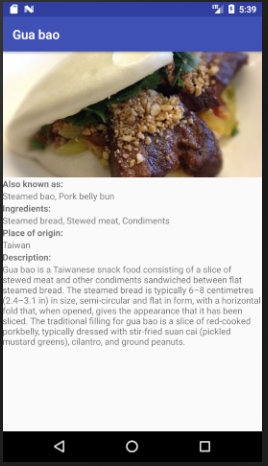 5:39
Gua bao
Also known as:
Steamed bao, Pork belly bun
Ingredients:
Steamed bread, Stewed meat, Condiments
Place of origin:
Taiwan
Description:
Gua bao is a Taiwanese snack food consisting of a slice of
stewed meat and other condiments sandwiched between flat
steamed bread. The steamed bread is typically 6–8 centimetres
(2.4–3.1 in) in size, semi-circular and flat in form, with a horizontal
fold that, when opened, gives the appearance that it has been
sliced. The traditional filling for gua bao is a slice of red-cooked
porkbelly, typically dressed with stir-fried suan cai (pickled
mustard greens), cilantro, and ground peanuts.